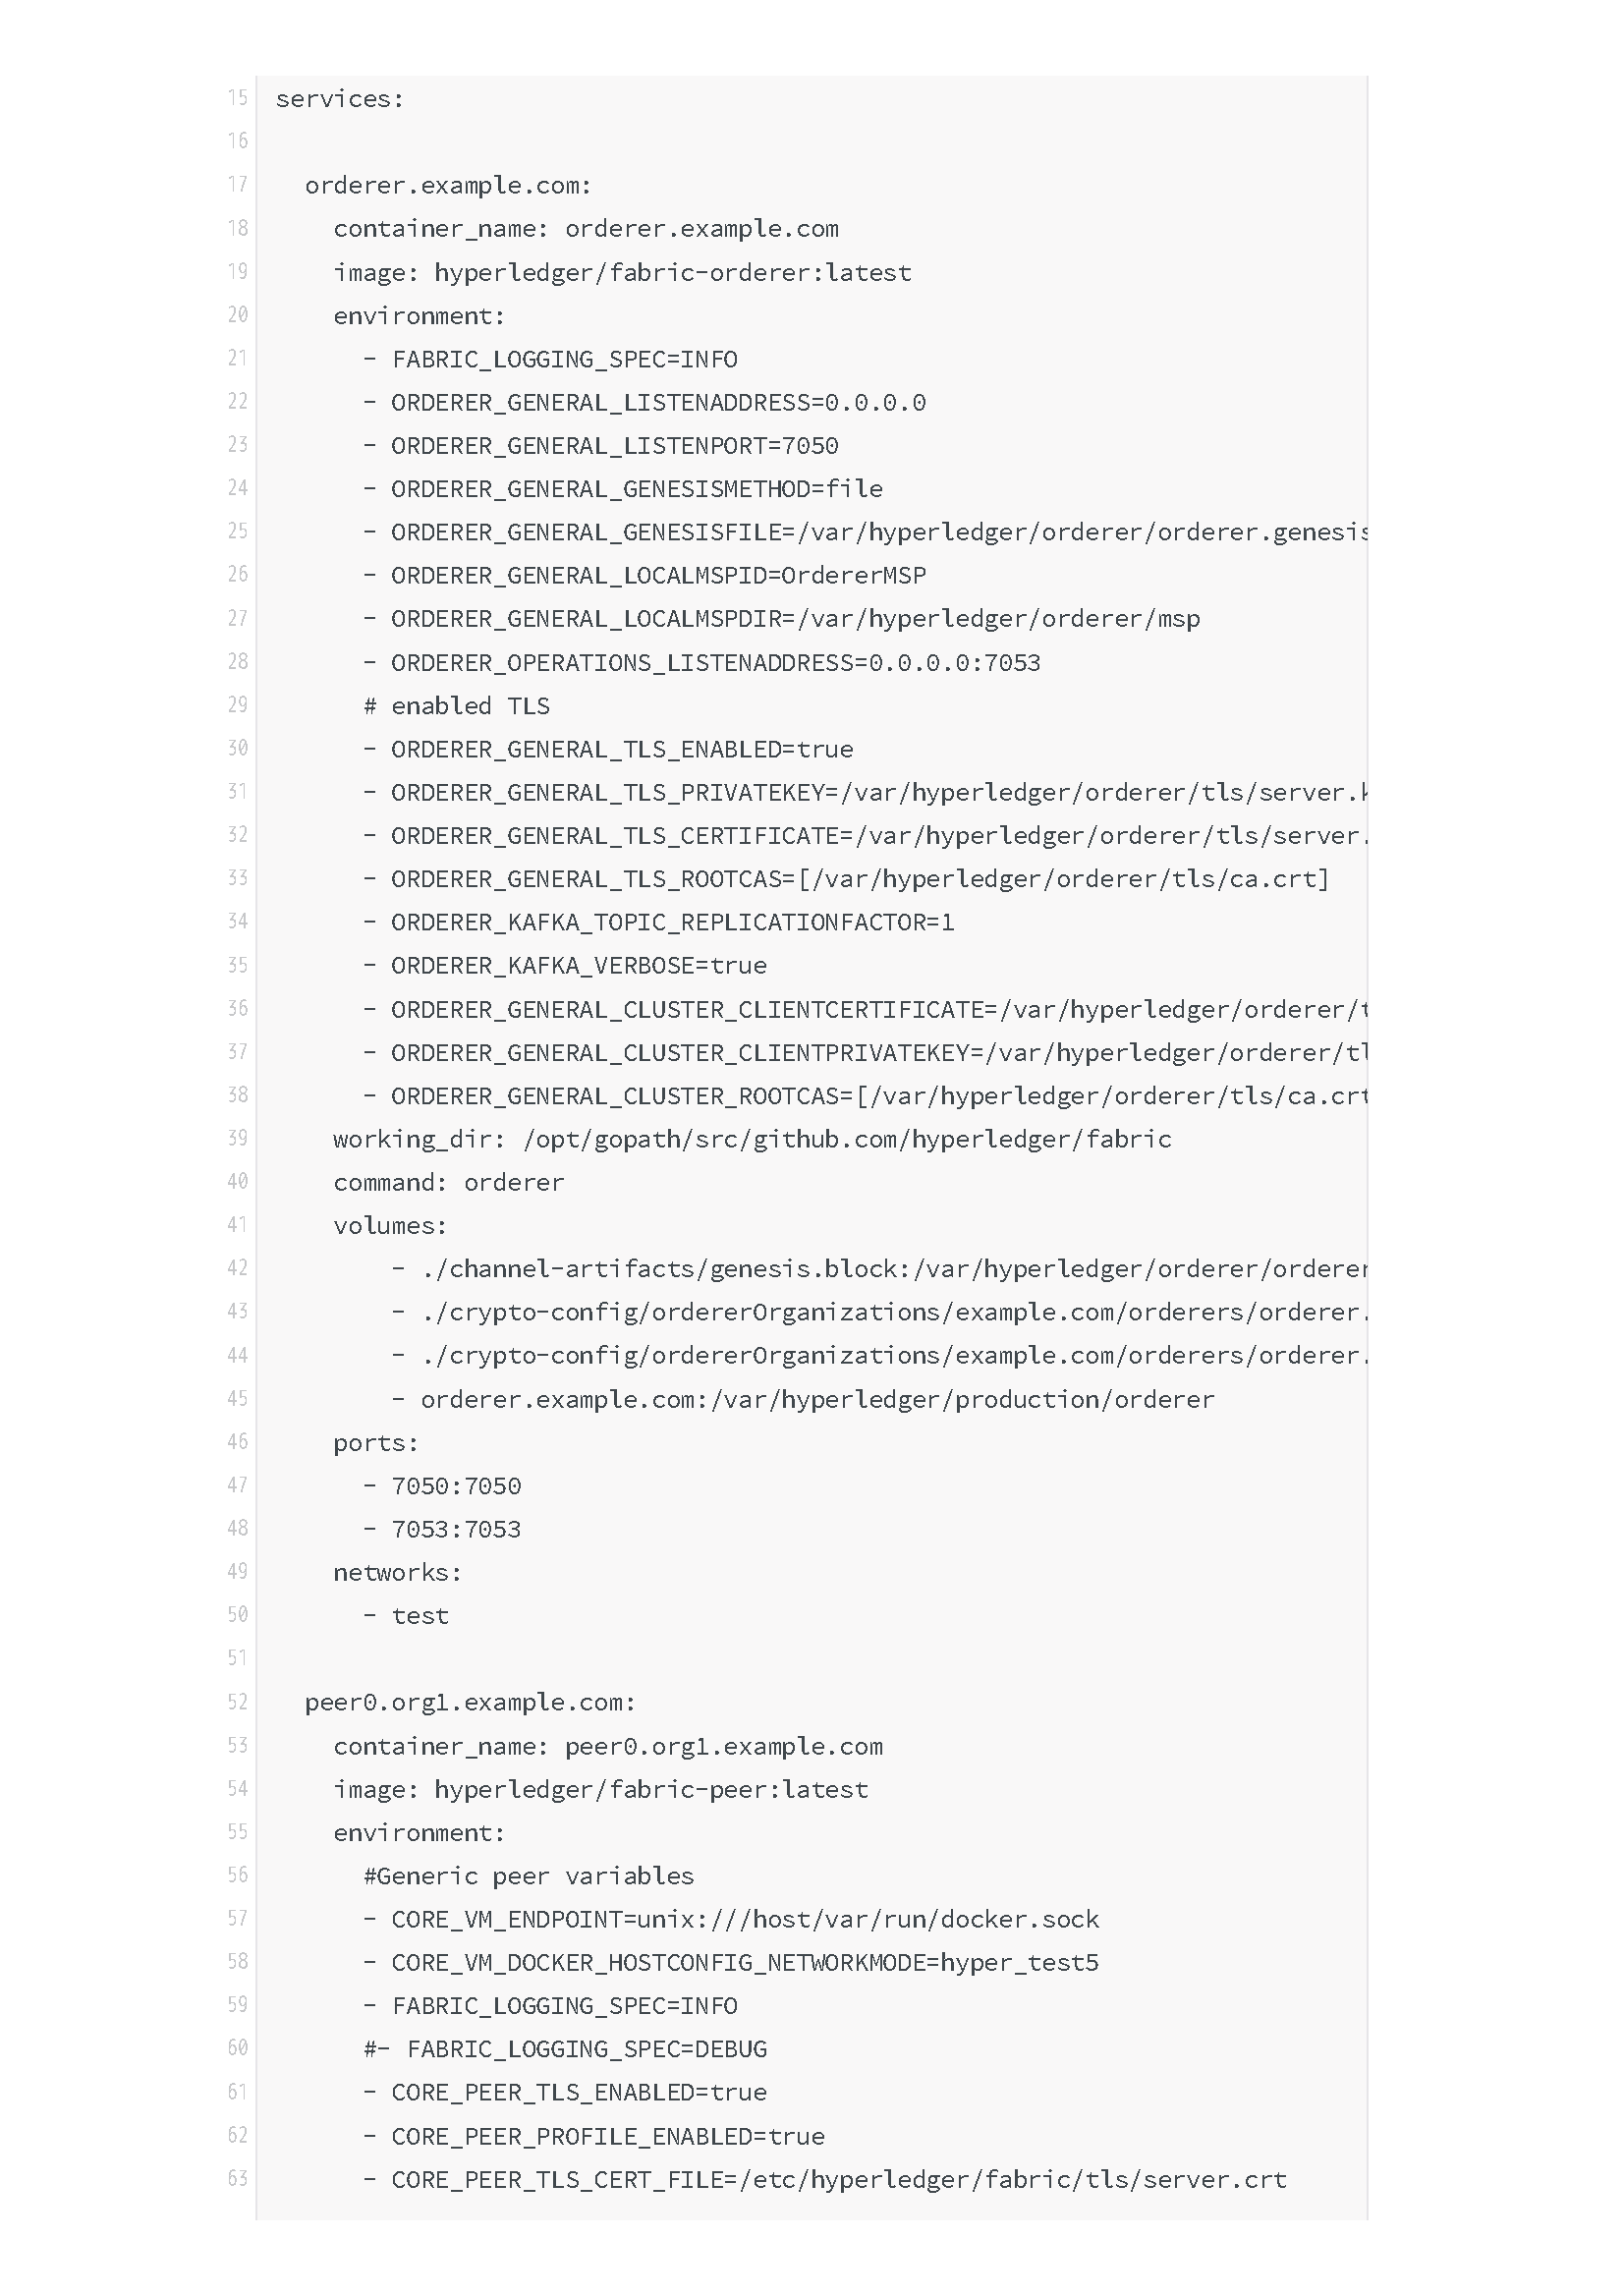 15 services:
16
17   orderer.example.com:
18     container_name: orderer.example.com
19     image: hyperledger/fabric-orderer:latest
20     environment:
21       - FABRIC_LOGGING_SPEC=INFO
22       - ORDERER_GENERAL_LISTENADDRESS=0.0.0.0
23       - ORDERER_GENERAL_LISTENPORT=7050
24       - ORDERER_GENERAL_GENESISMETHOD=file
25       - ORDERER_GENERAL_GENESISFILE=/var/hyperledger/orderer/orderer.genesis
26       - ORDERER_GENERAL_LOCALMSPID=OrdererMSP
27       - ORDERER_GENERAL_LOCALMSPDIR=/var/hyperledger/orderer/msp
28       - ORDERER_OPERATIONS_LISTENADDRESS=0.0.0.0:7053
29       # enabled TLS
30       - ORDERER_GENERAL_TLS_ENABLED=true
31       - ORDERER_GENERAL_TLS_PRIVATEKEY=/var/hyperledger/orderer/tls/server.k
32       - ORDERER_GENERAL_TLS_CERTIFICATE=/var/hyperledger/orderer/tls/server.
33       - ORDERER_GENERAL_TLS_ROOTCAS=[/var/hyperledger/orderer/tls/ca.crt]
34       - ORDERER_KAFKA_TOPIC_REPLICATIONFACTOR=1
35       - ORDERER_KAFKA_VERBOSE=true
36       - ORDERER_GENERAL_CLUSTER_CLIENTCERTIFICATE=/var/hyperledger/orderer/t
37       - ORDERER_GENERAL_CLUSTER_CLIENTPRIVATEKEY=/var/hyperledger/orderer/tl
38       - ORDERER_GENERAL_CLUSTER_ROOTCAS=[/var/hyperledger/orderer/tls/ca.crt
39     working_dir: /opt/gopath/src/github.com/hyperledger/fabric
40     command: orderer
41     volumes:
42         - ./channel-artifacts/genesis.block:/var/hyperledger/orderer/orderer
43         - ./crypto-config/ordererOrganizations/example.com/orderers/orderer.
44         - ./crypto-config/ordererOrganizations/example.com/orderers/orderer.
45         - orderer.example.com:/var/hyperledger/production/orderer
46     ports:
47       - 7050:7050
48       - 7053:7053
49     networks:
50       - test
51
52   peer0.org1.example.com:
53     container_name: peer0.org1.example.com
54     image: hyperledger/fabric-peer:latest
55     environment:
56       #Generic peer variables
57       - CORE_VM_ENDPOINT=unix:///host/var/run/docker.sock
58       - CORE_VM_DOCKER_HOSTCONFIG_NETWORKMODE=hyper_test5
59       - FABRIC_LOGGING_SPEC=INFO
60       #- FABRIC_LOGGING_SPEC=DEBUG
61       - CORE_PEER_TLS_ENABLED=true
62       - CORE_PEER_PROFILE_ENABLED=true
63       - CORE_PEER_TLS_CERT_FILE=/etc/hyperledger/fabric/tls/server.crt